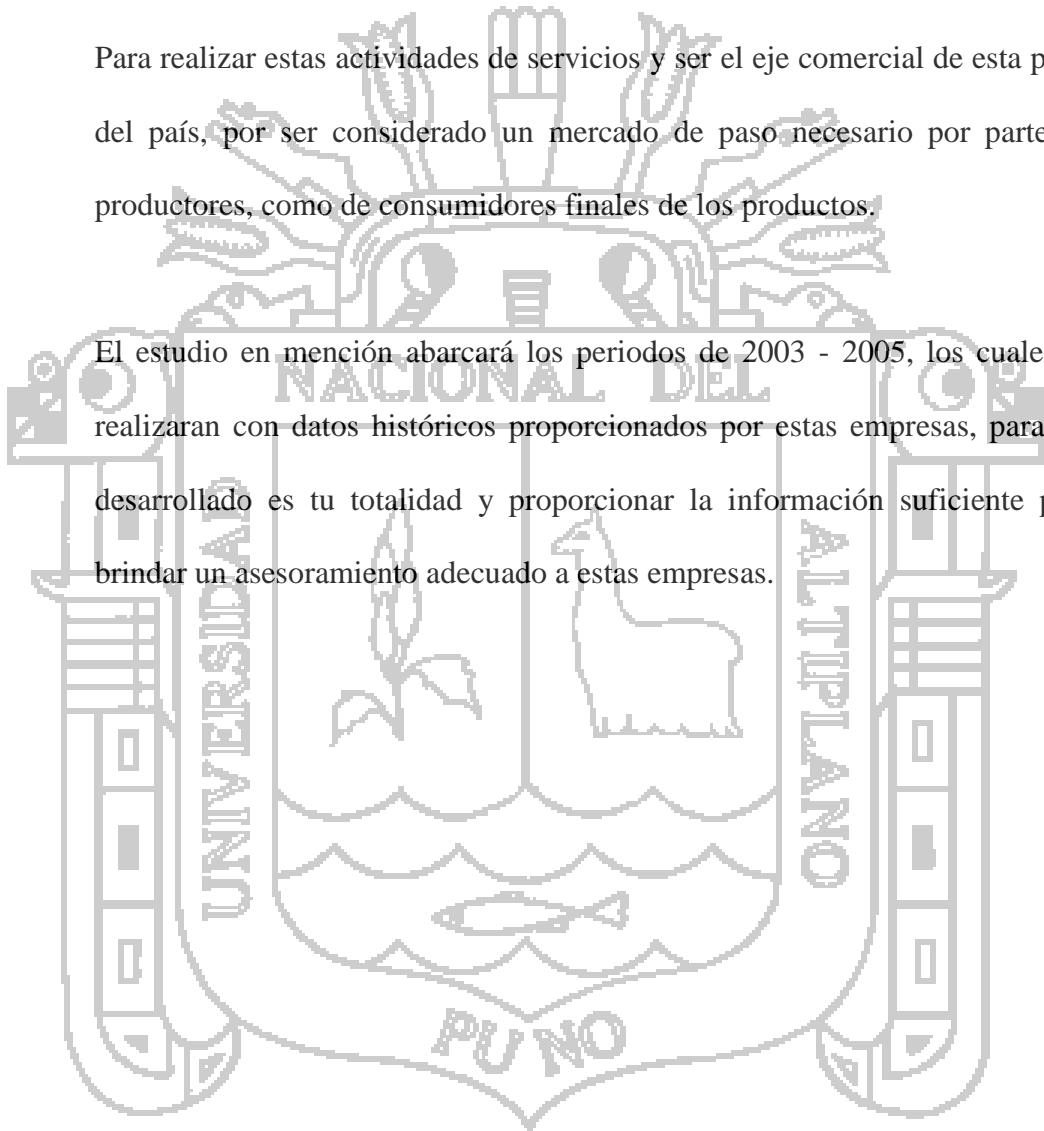 Para realizar estas actividades de servicios y ser el eje comercial de esta p
del país, por ser considerado un mercado de paso necesario por parte
productores, como de consumidores finales de los productos.
El estudio en mención abarcará los periodos de 2003 - 2005, los cuale
NACIONAL DEL
realizaran con datos históricos proporcionados por estas empresas, para
desarrollado es tu totalidad y proporcionar la información suficiente p
brindar un asesoramiento adecuado a estas empresas.
UNIVERSIDAD
ALTIPLANO
PUNO